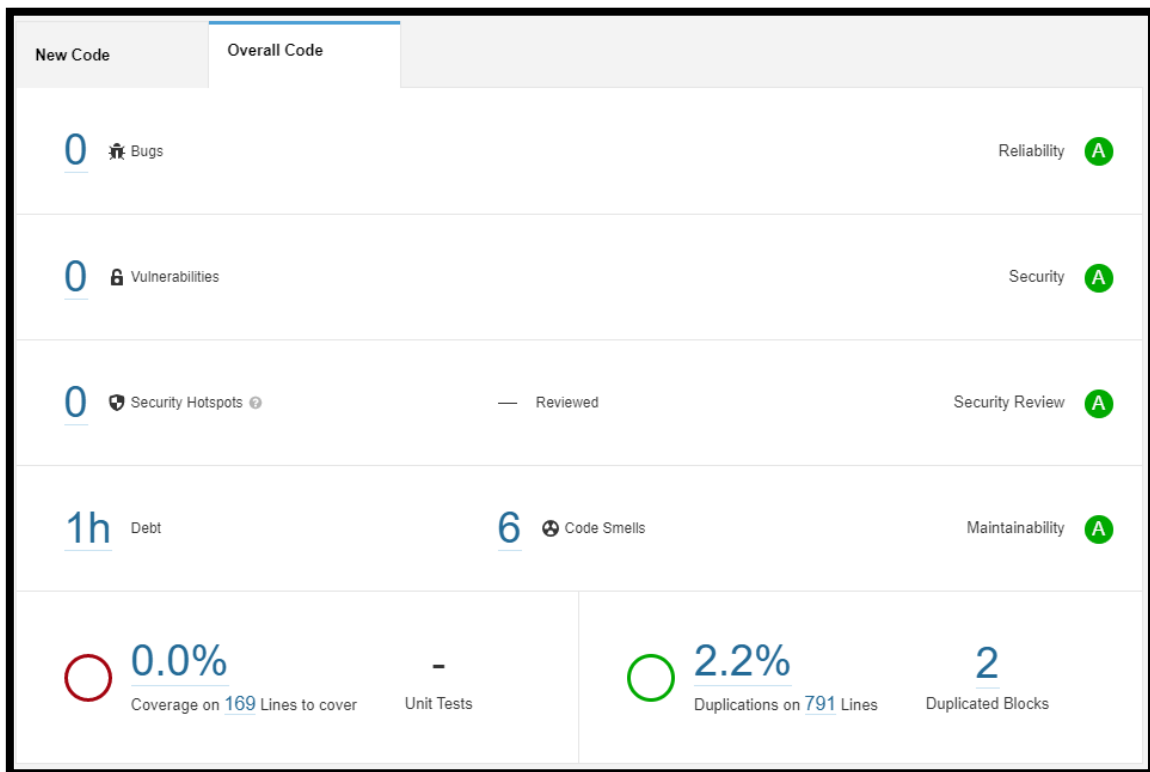 New Code
Overall Code
0 Bugs
Reliability A
0 Vulnerabilities
Security A
0 Security Hotspots ?
— Reviewed
Security Review A
1h Debt
6 Code Smells
Maintainability A
0.0%
Coverage on 169 Lines to cover
-
Unit Tests
2.2%
Duplications on 791 Lines
2
Duplicated Blocks